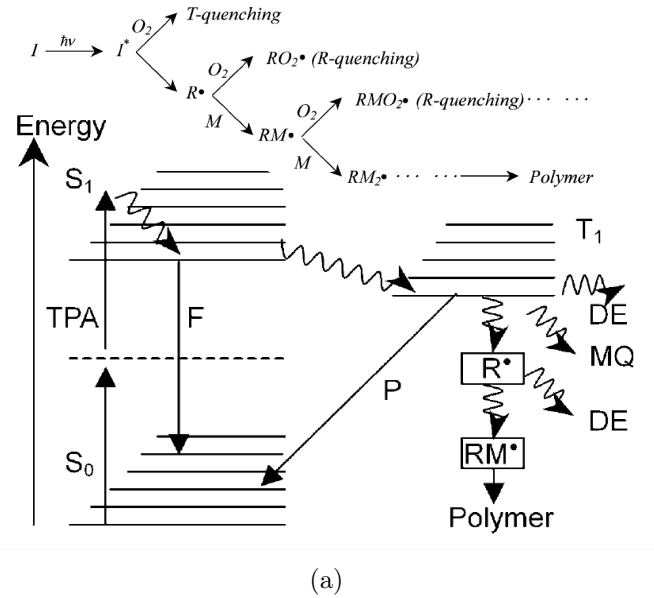 I ħν I* O₂ T-quenching
R• O₂ RO₂• (R-quenching)
M RM• O₂ RMO₂• (R-quenching)· · · · · ·
M RM₂• · · · · · · Polymer
Energy
S₁
T₁
TPA F
DE
MQ
R•
P
DE
S₀
RM•
Polymer
(a)